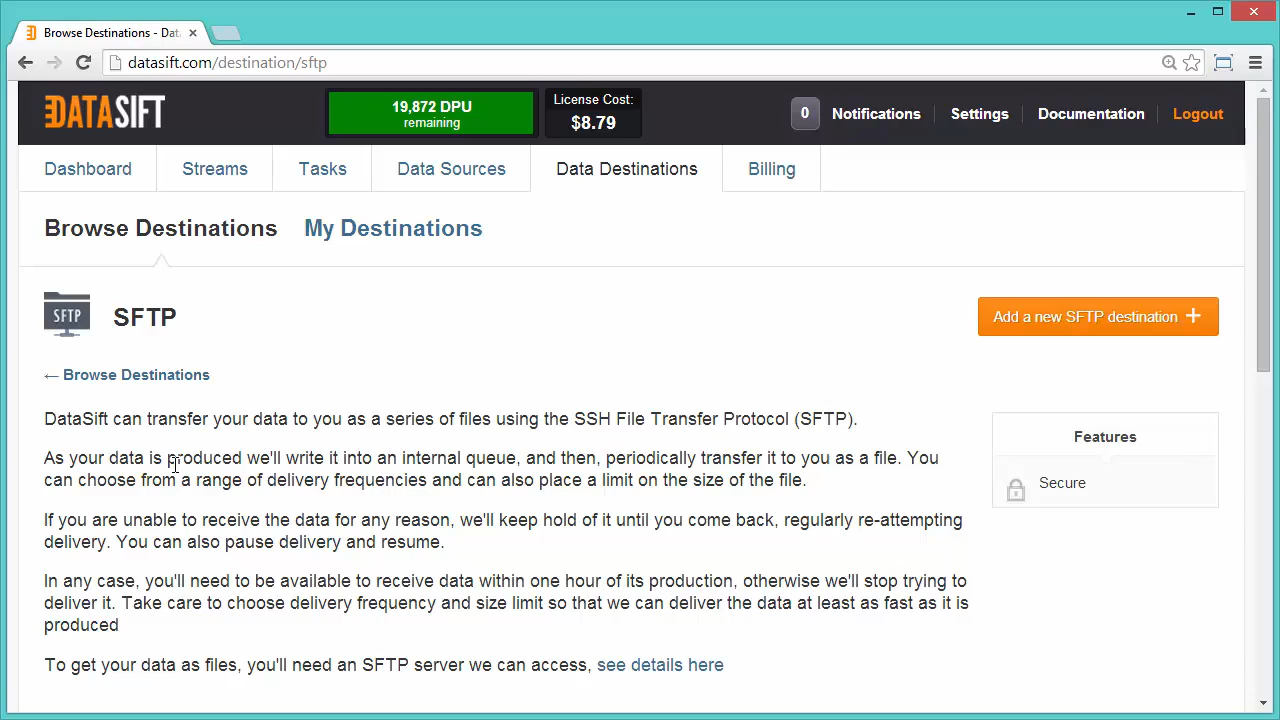 Browse Destinations - Dat
datasift.com/destination/sftp
DATASIFT
19,872 DPU
remaining
License Cost:
$8.79
0
Notifications
Settings
Documentation
Logout
Dashboard
Streams
Tasks
Data Sources
Data Destinations
Billing
Browse Destinations
My Destinations
SFTP
SFTP
Add a new SFTP destination +
← Browse Destinations
DataSift can transfer your data to you as a series of files using the SSH File Transfer Protocol (SFTP).
As your data is produced we'll write it into an internal queue, and then, periodically transfer it to you as a file. You
can choose from a range of delivery frequencies and can also place a limit on the size of the file.
If you are unable to receive the data for any reason, we'll keep hold of it until you come back, regularly re-attempting
delivery. You can also pause delivery and resume.
In any case, you'll need to be available to receive data within one hour of its production, otherwise we'll stop trying to
deliver it. Take care to choose delivery frequency and size limit so that we can deliver the data at least as fast as it is
produced
To get your data as files, you'll need an SFTP server we can access, see details here
Features
Secure